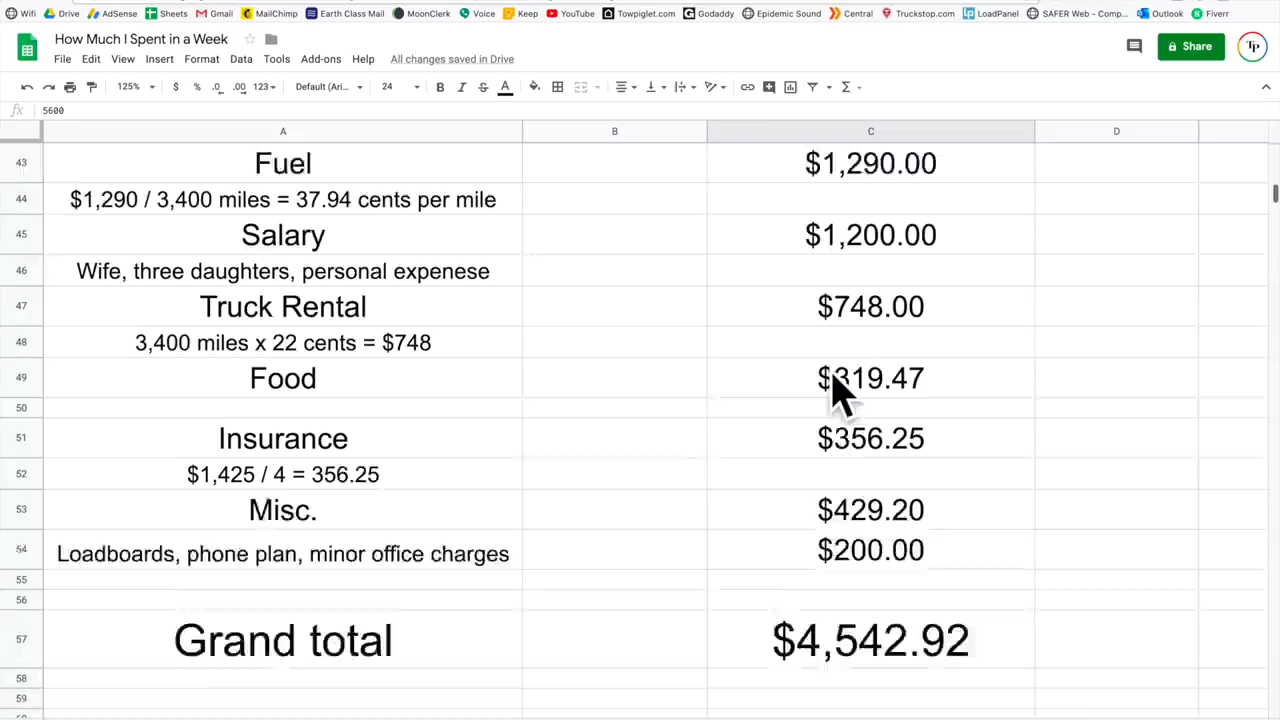 Wifi Drive AdSense Sheets Gmail MailChimp Earth Class Mail MoonClerk Voice Keep YouTube Towpiglet.com Godaddy Epidemic Sound Central Truckstop.com LoadPanel SAFER Web - Comp... Outlook Fiverr
How Much I Spent in a Week
File Edit View Insert Format Data Tools Add-ons Help All changes saved in Drive
Share
TP
125% $ % .0 .00 123 Default (Ari... 24 B I S A
fx 5600
A B C D
43 Fuel $1,290.00
44 $1,290 / 3,400 miles = 37.94 cents per mile
45 Salary $1,200.00
46 Wife, three daughters, personal expenese
47 Truck Rental $748.00
48 3,400 miles x 22 cents = $748
49 Food $319.47
50
51 Insurance $356.25
52 $1,425 / 4 = 356.25
53 Misc. $429.20
54 Loadboards, phone plan, minor office charges $200.00
55
56
57 Grand total $4,542.92
58
59